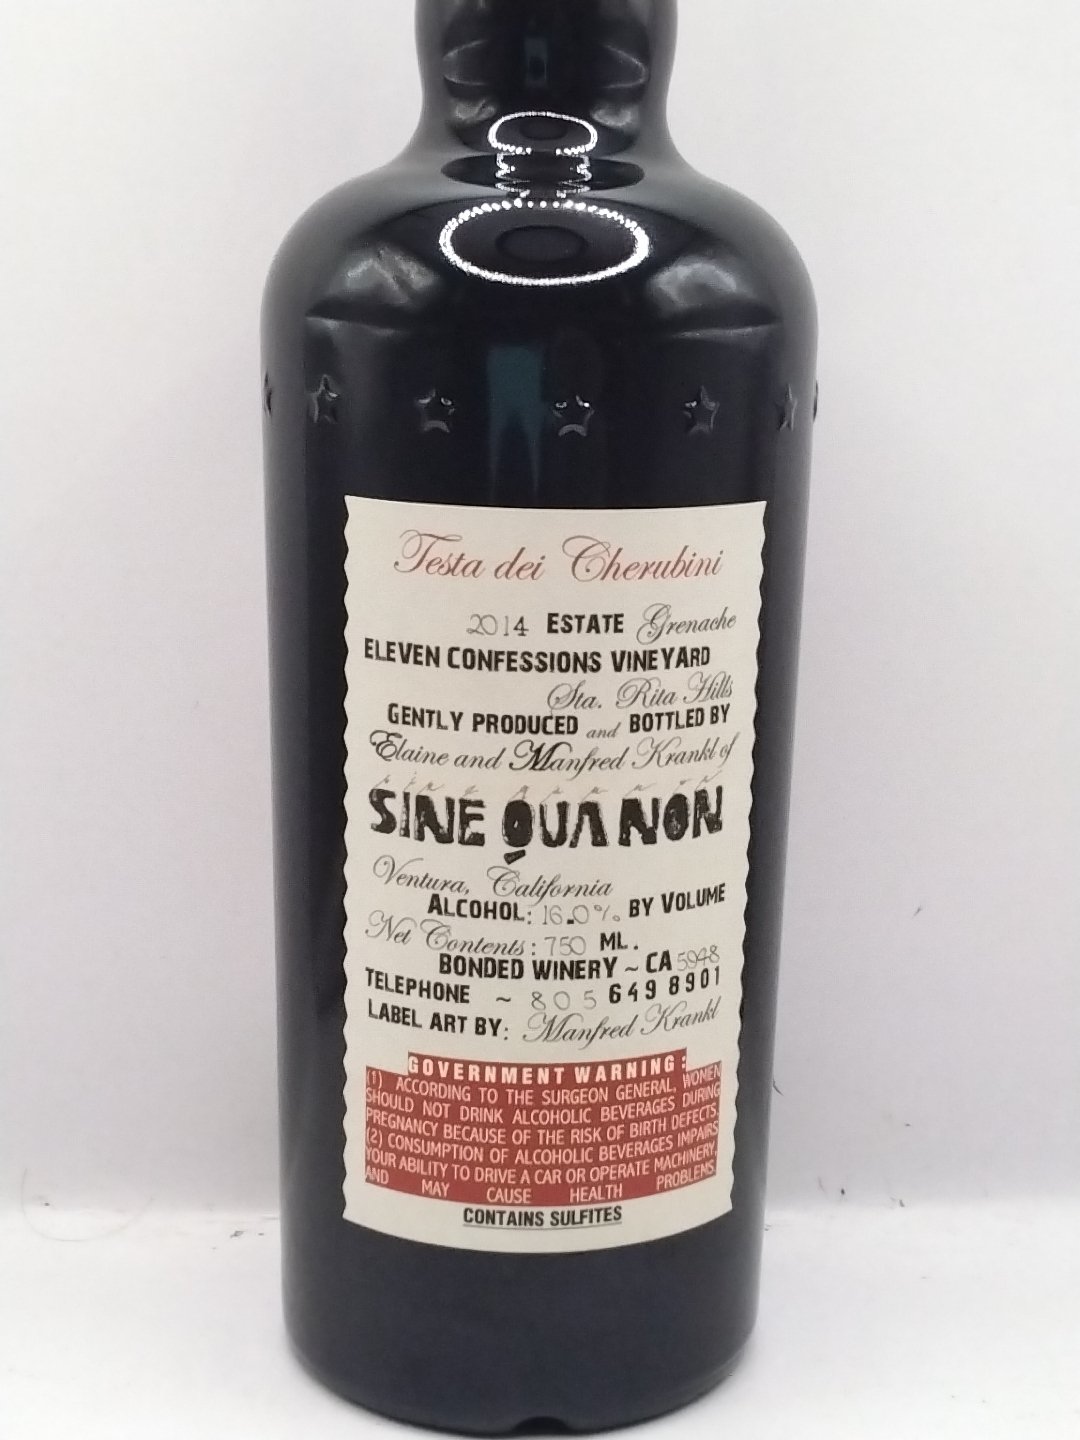 Testa dei Cherubini
2014 ESTATE Grenache
ELEVEN CONFESSIONS VINEYARD
Sta. Rita Hills
GENTLY PRODUCED and BOTTLED BY
Elaine and Manfred Krankl of
SINE QUA NON
Ventura, California
ALCOHOL: 16.0% BY VOLUME
Net Contents: 750 ML.
BONDED WINERY ~ CA 5948
TELEPHONE ~ 805 649 8901
LABEL ART BY: Manfred Krankl
GOVERNMENT WARNING:
(1) ACCORDING TO THE SURGEON GENERAL, WOMEN
SHOULD NOT DRINK ALCOHOLIC BEVERAGES DURING
PREGNANCY BECAUSE OF THE RISK OF BIRTH DEFECTS.
(2) CONSUMPTION OF ALCOHOLIC BEVERAGES IMPAIRS
YOUR ABILITY TO DRIVE A CAR OR OPERATE MACHINERY,
AND MAY CAUSE HEALTH PROBLEMS.
CONTAINS SULFITES